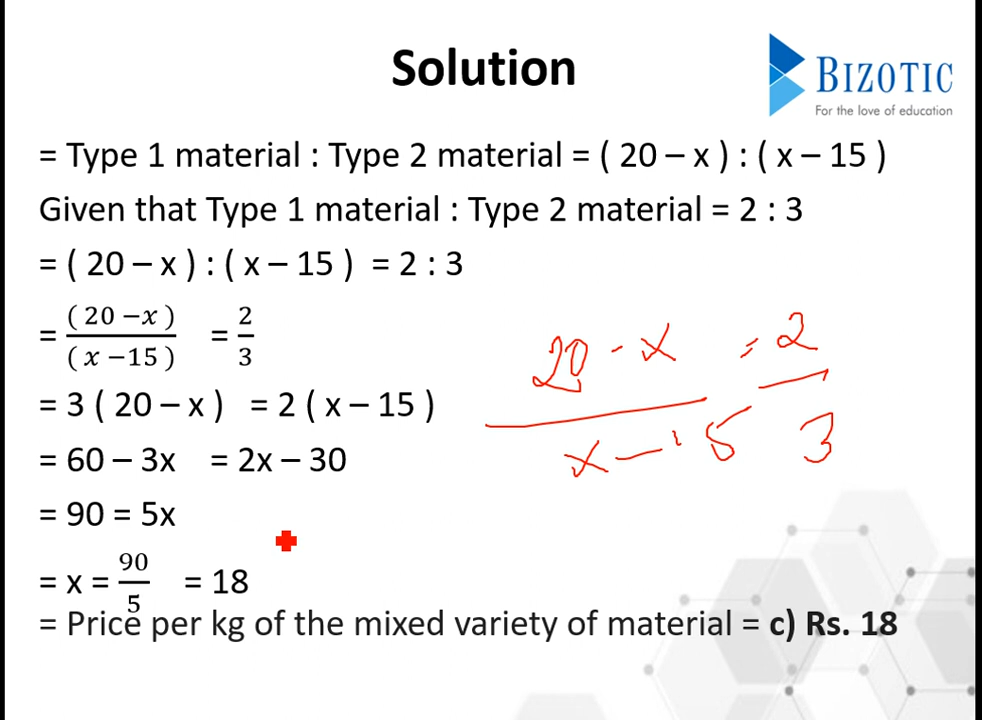 Solution
BIZOTIC
For the love of education
= Type 1 material : Type 2 material = ( 20 – x ) : ( x – 15 )
Given that Type 1 material : Type 2 material = 2 : 3
= ( 20 – x ) : ( x – 15 ) = 2 : 3
= ( 20 – x ) / ( x – 15 ) = 2 / 3
= 3 ( 20 – x ) = 2 ( x – 15 )
= 60 – 3x = 2x – 30
= 90 = 5x
= x = 90 / 5 = 18
= Price per kg of the mixed variety of material = c) Rs. 18
20 - x = 2
x - 15 3